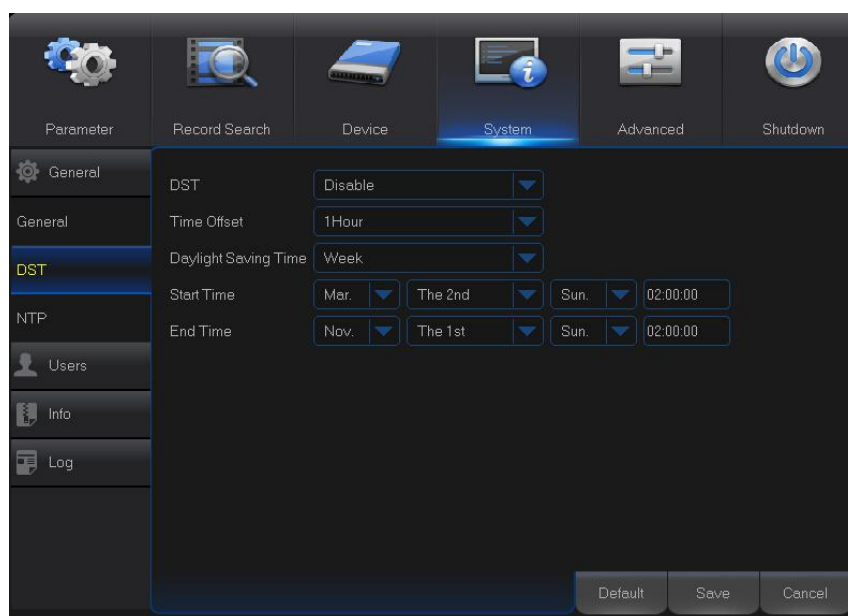 Parameter Record Search Device System Advanced Shutdown
General
General
DST
NTP
Users
Info
Log
DST Disable
Time Offset 1Hour
Daylight Saving Time Week
Start Time Mar. The 2nd Sun. 02:00:00
End Time Nov. The 1st Sun. 02:00:00
Default Save Cancel